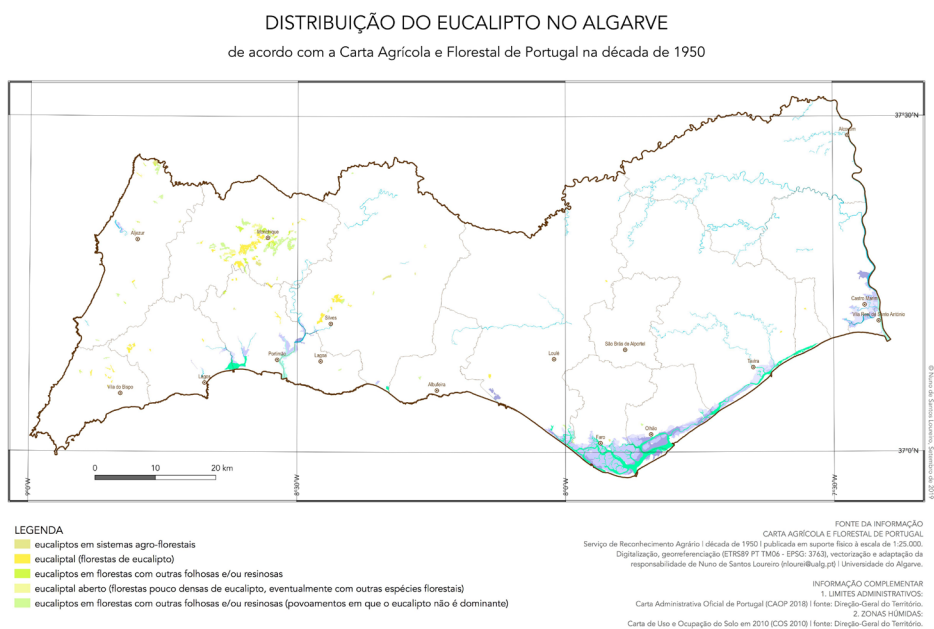 DISTRIBUIÇÃO DO EUCALIPTO NO ALGARVE
de acordo com a Carta Agrícola e Florestal de Portugal na década de 1950
37°30'N
Alcoutim
Monchique
Aljezur
Castro Marim
Vila Real de Santo António
Silves
São Brás de Alportel
Portimão
Lagoa
Loulé
Tavira
Lagos
Vila do Bispo
Albufeira
Olhão
Faro
37°0'N
0 10 20 km
9°0'W
8°30'W
8°0'W
7°30'W
© Nuno de Santos Loureiro, Setembro de 2019
LEGENDA
eucaliptos em sistemas agro-florestais
eucaliptal (florestas de eucalipto)
eucaliptos em florestas com outras folhosas e/ou resinosas
eucaliptal aberto (florestas pouco densas de eucalipto, eventualmente com outras espécies florestais)
eucaliptos em florestas com outras folhosas e/ou resinosas (povoamentos em que o eucalipto não é dominante)
FONTE DA INFORMAÇÃO
CARTA AGRÍCOLA E FLORESTAL DE PORTUGAL
Serviço de Reconhecimento Agrário | década de 1950 | publicada em suporte físico à escala de 1:25.000.
Digitalização, georreferenciação (ETRS89 PT TM06 - EPSG: 3763), vectorização e adaptação da
responsabilidade de Nuno de Santos Loureiro (nlourei@ualg.pt) | Universidade do Algarve.
INFORMAÇÃO COMPLEMENTAR
1. LIMITES ADMINISTRATIVOS:
Carta Administrativa Oficial de Portugal (CAOP 2018) | fonte: Direção-Geral do Território.
2. ZONAS HÚMIDAS:
Carta de Uso e Ocupação do Solo em 2010 (COS 2010) | fonte: Direção-Geral do Território.